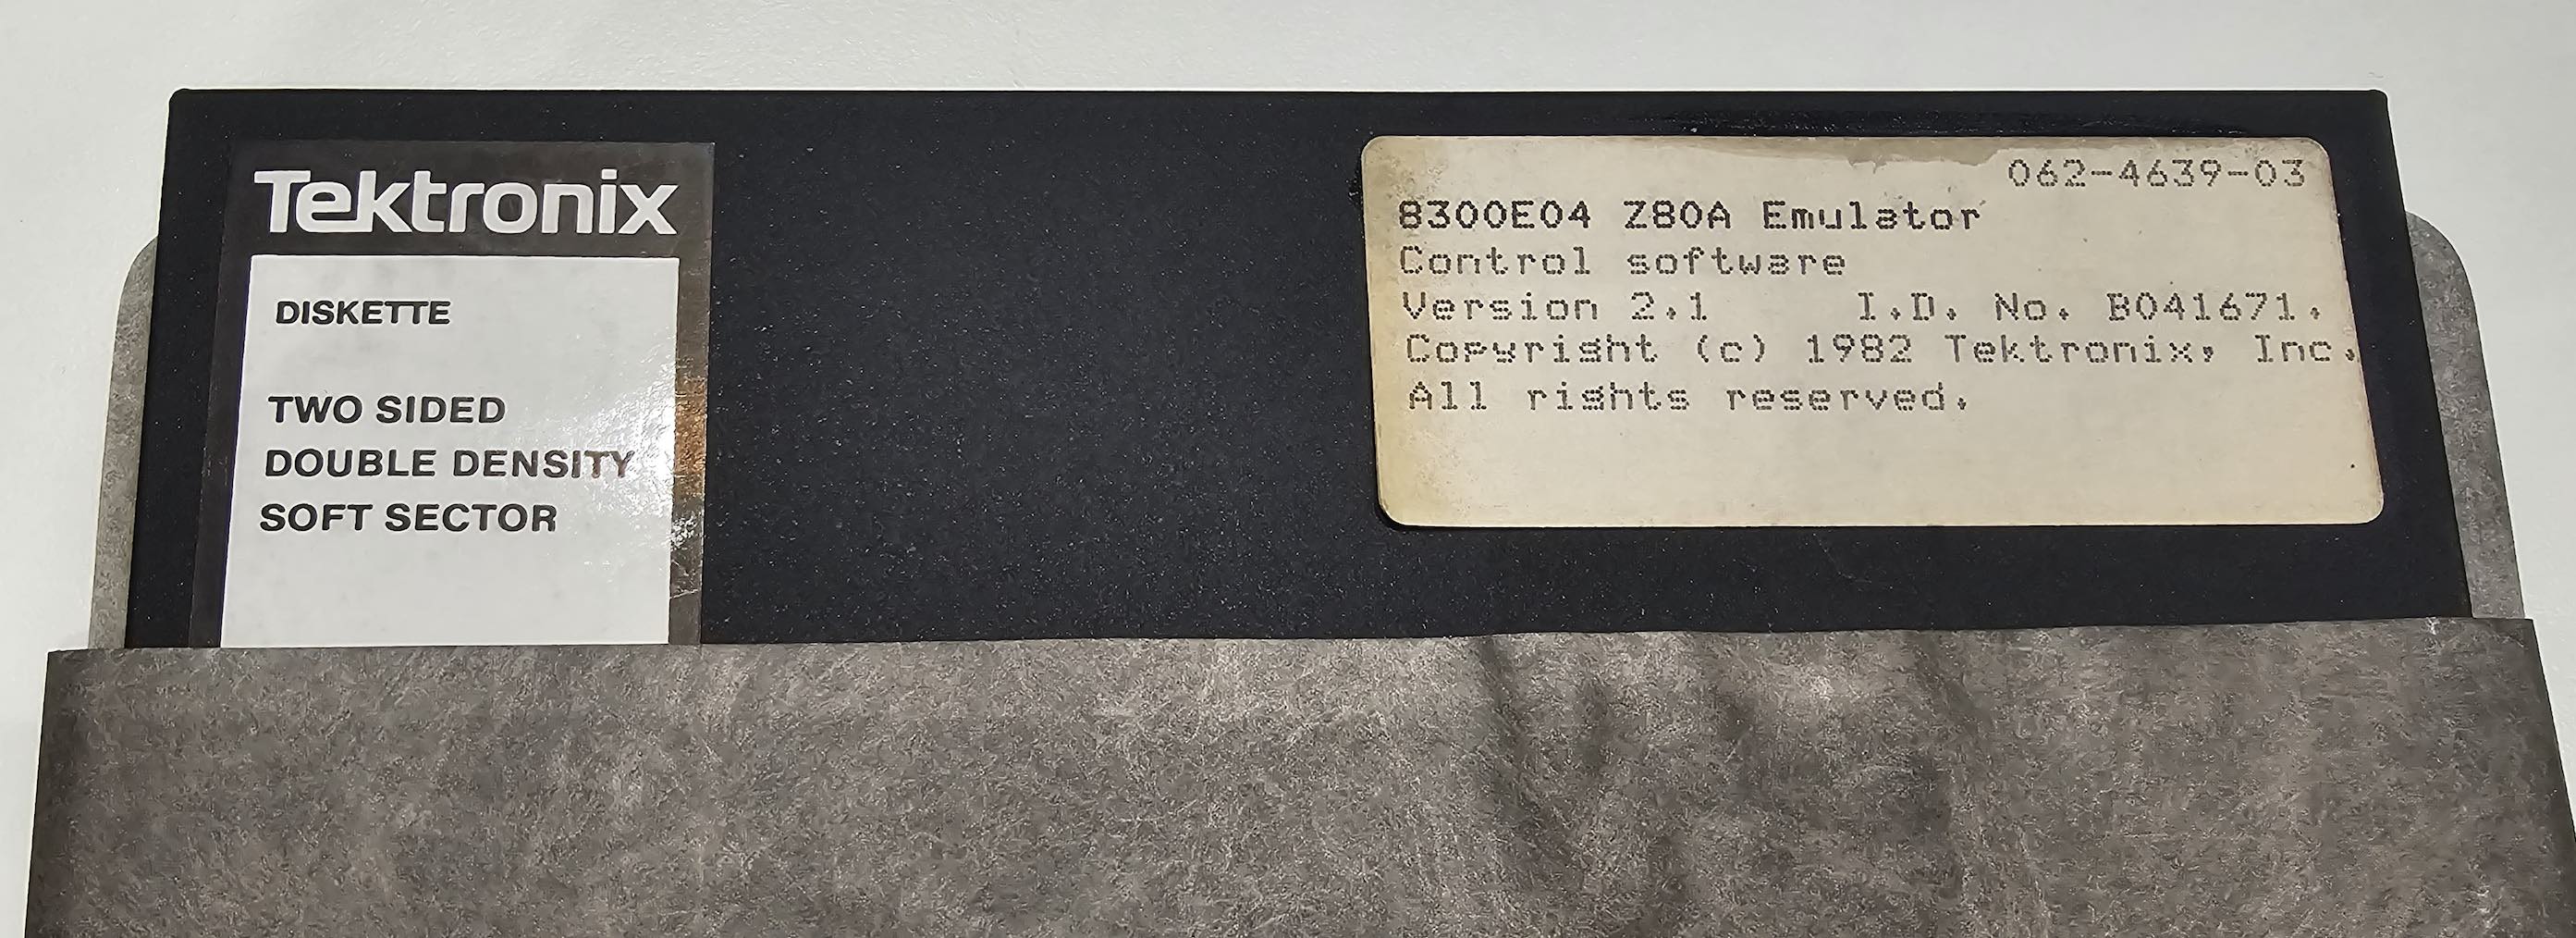 Tektronix
DISKETTE
TWO SIDED
DOUBLE DENSITY
SOFT SECTOR
062-4639-03
8300E04 Z80A Emulator
Control software
Version 2.1 I.D. No. B041671.
Copyright (c) 1982 Tektronix, Inc.
All rights reserved.